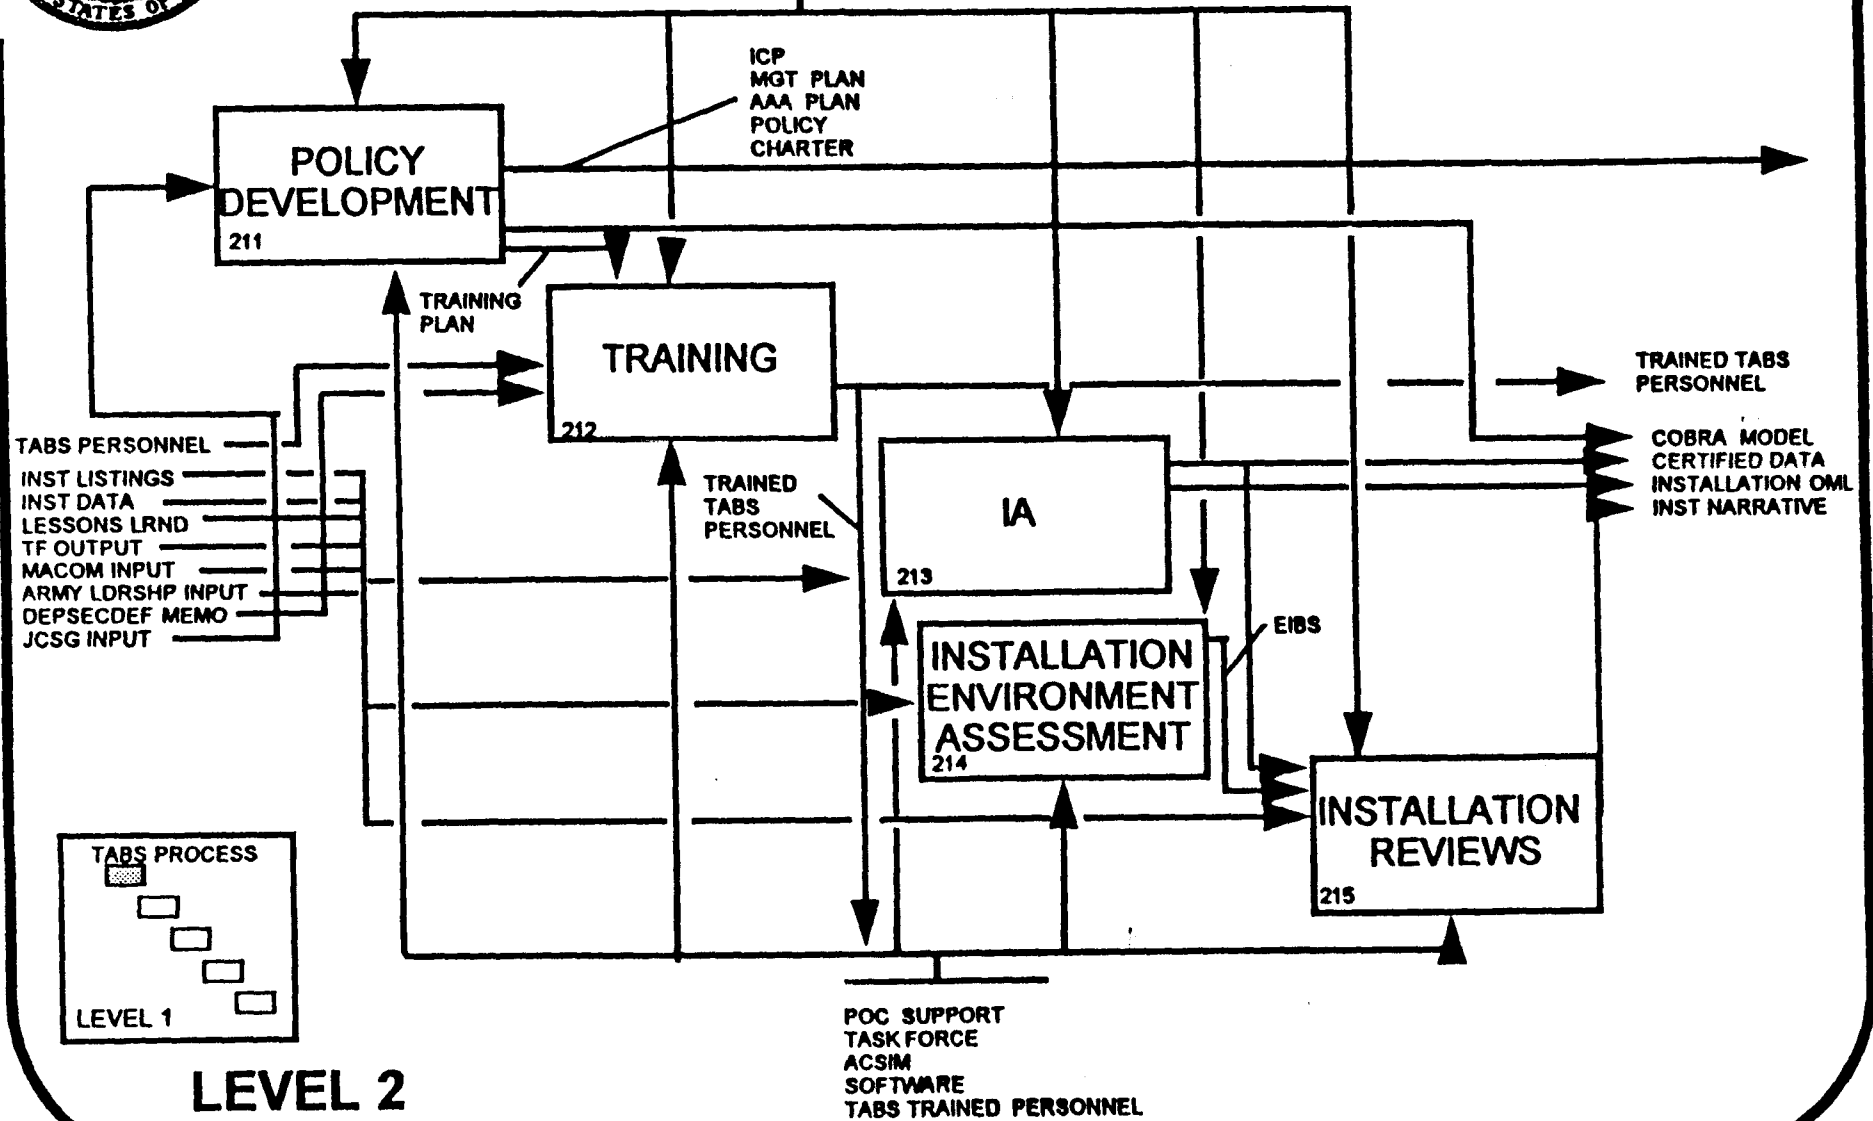 STATES OF
ICP
MGT PLAN
AAA PLAN
POLICY
CHARTER
POLICY
DEVELOPMENT
211
TRAINING
PLAN
TRAINING
212
TRAINED TABS
PERSONNEL
TABS PERSONNEL
INST LISTINGS
INST DATA
LESSONS LRND
TF OUTPUT
MACOM INPUT
ARMY LDRSHP INPUT
DEPSECDEF MEMO
JCSG INPUT
COBRA MODEL
CERTIFIED DATA
INSTALLATION OML
INST NARRATIVE
TRAINED
TABS
PERSONNEL
IA
213
EIBS
INSTALLATION
ENVIRONMENT
ASSESSMENT
214
INSTALLATION
REVIEWS
215
TABS PROCESS
LEVEL 1
LEVEL 2
POC SUPPORT
TASK FORCE
ACSIM
SOFTWARE
TABS TRAINED PERSONNEL